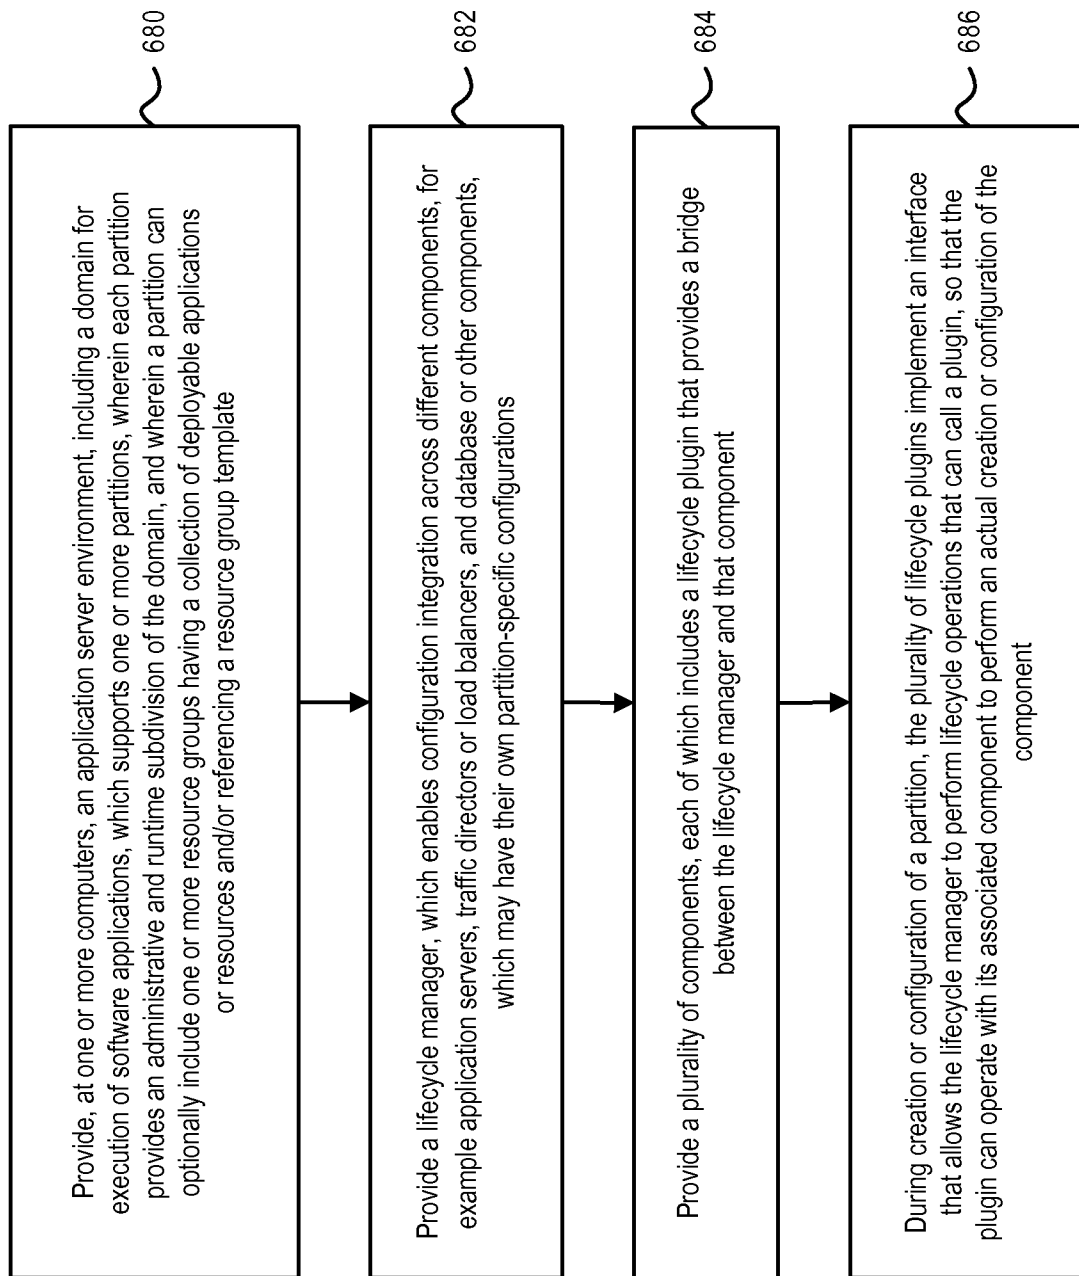 Provide, at one or more computers, an application server environment, including a domain for
execution of software applications, which supports one or more partitions, wherein each partition
provides an administrative and runtime subdivision of the domain, and wherein a partition can
optionally include one or more resource groups having a collection of deployable applications
or resources and/or referencing a resource group template
680
Provide a lifecycle manager, which enables configuration integration across different components, for
example application servers, traffic directors or load balancers, and database or other components,
which may have their own partition-specific configurations
682
Provide a plurality of components, each of which includes a lifecycle plugin that provides a bridge
between the lifecycle manager and that component
684
During creation or configuration of a partition, the plurality of lifecycle plugins implement an interface
that allows the lifecycle manager to perform lifecycle operations that can call a plugin, so that the
plugin can operate with its associated component to perform an actual creation or configuration of the
component
686